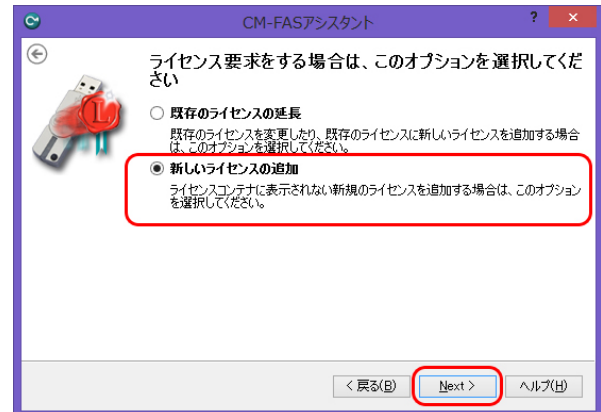 CM-FASアシスタント
? ×
ライセンス要求をする場合は、このオプションを選択してくだ
さい
既存のライセンスの延長
既存のライセンスを変更したり、既存のライセンスに新しいライセンスを追加する場合
は、このオプションを選択してください。
新しいライセンスの追加
ライセンスコンテナに表示されない新規のライセンスを追加する場合は、このオプション
を選択してください。
< 戻る(B) Next > ヘルプ(H)